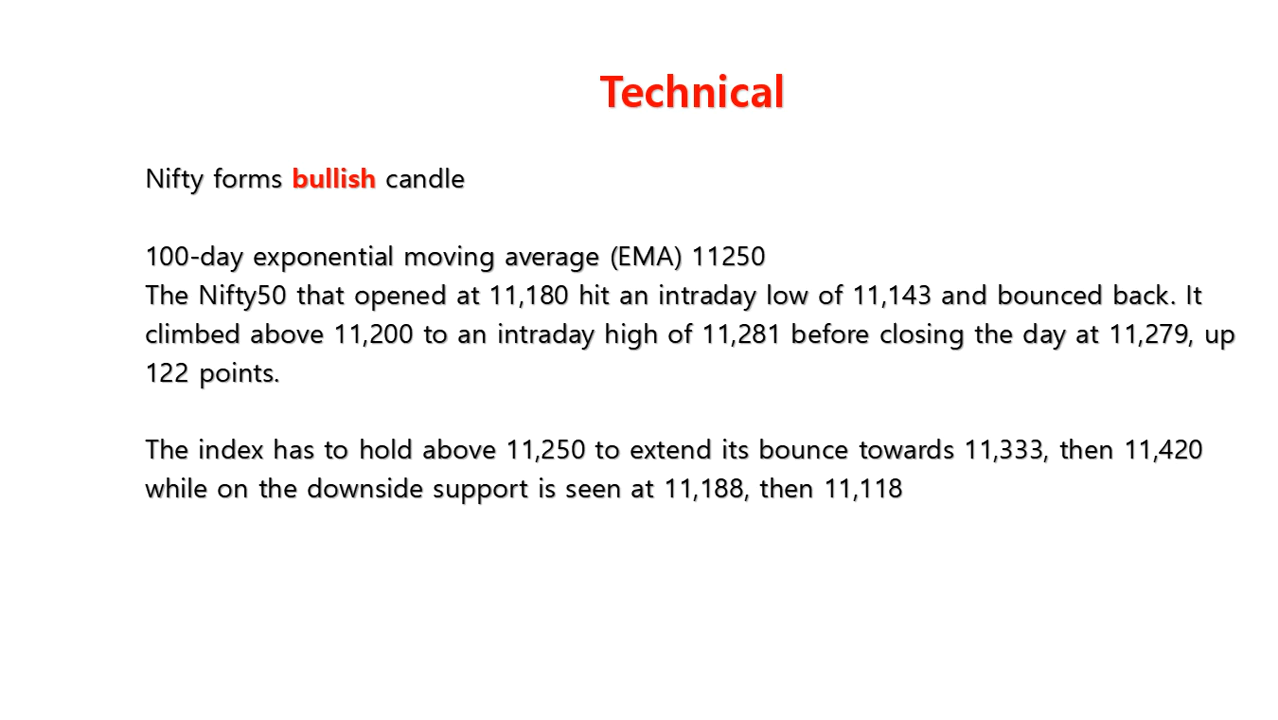 Technical
Nifty forms bullish candle
100-day exponential moving average (EMA) 11250
The Nifty50 that opened at 11,180 hit an intraday low of 11,143 and bounced back. It
climbed above 11,200 to an intraday high of 11,281 before closing the day at 11,279, up
122 points.
The index has to hold above 11,250 to extend its bounce towards 11,333, then 11,420
while on the downside support is seen at 11,188, then 11,118